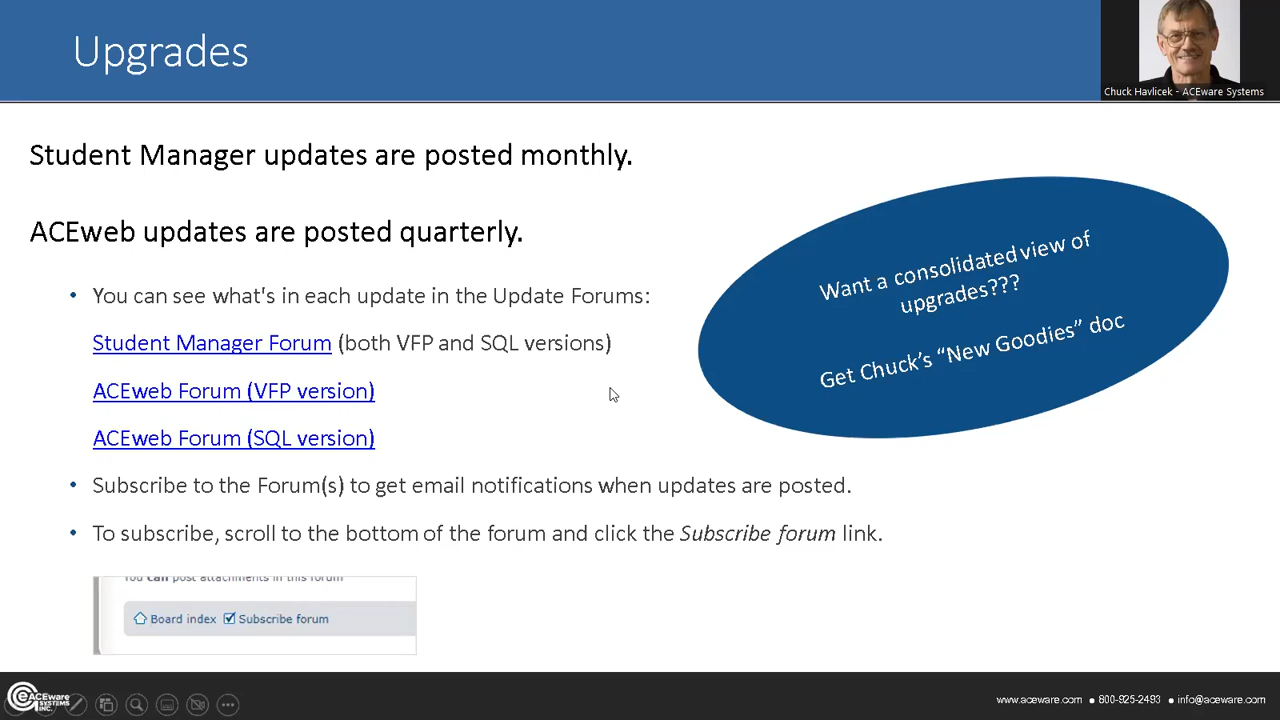 Upgrades
Chuck Havlicek - ACEware Systems
Student Manager updates are posted monthly.
ACEweb updates are posted quarterly.
Want a consolidated view of
upgrades???
Get Chuck's "New Goodies" doc
• You can see what's in each update in the Update Forums:
Student Manager Forum (both VFP and SQL versions)
ACEweb Forum (VFP version)
ACEweb Forum (SQL version)
• Subscribe to the Forum(s) to get email notifications when updates are posted.
• To subscribe, scroll to the bottom of the forum and click the Subscribe forum link.
You can post attachments in this forum
Board index Subscribe forum
ACEware
SYSTEMS
INC.
www.aceware.com • 800-925-2493 • info@aceware.com